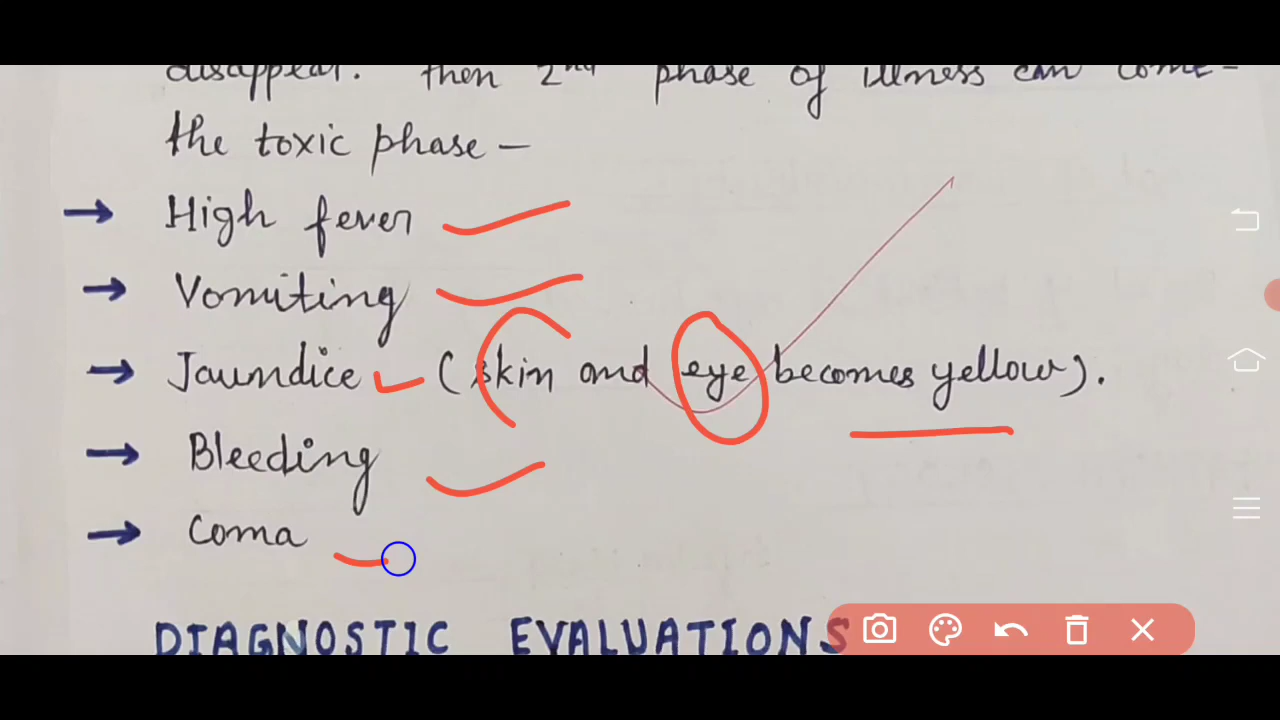 disappear. Then 2nd phase of illness can come-
the toxic phase -
→ High fever
→ Vomiting
→ Jaundice (skin and eye becomes yellow).
→ Bleeding
→ Coma
DIAGNOSTIC EVALUATIONS